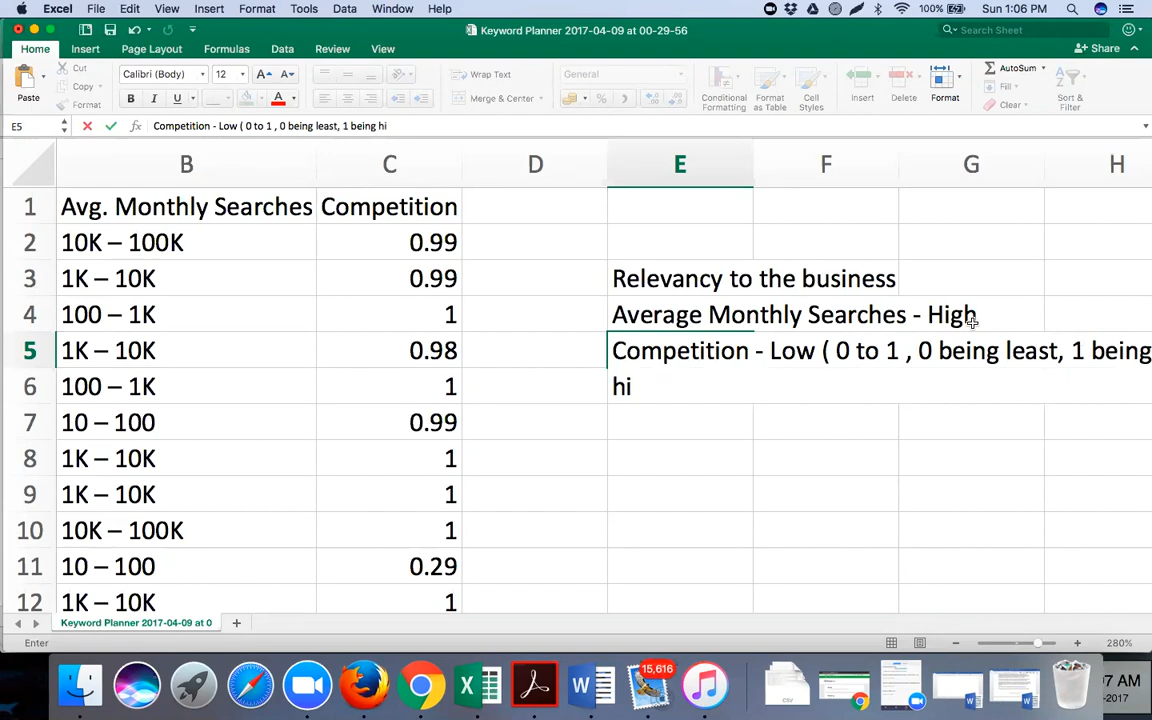 Excel File Edit View Insert Format Tools Data Window Help 100% Sun 1:06 PM
Keyword Planner 2017-04-09 at 00-29-56 Search Sheet
Home Insert Page Layout Formulas Data Review View Share
Paste Cut Copy Format Calibri (Body) 12 A A Wrap Text General Conditional Formatting Format as Table Cell Styles Insert Delete Format AutoSum Fill Clear Sort & Filter
B I U A Merge & Center %
E5 fx Competition - Low ( 0 to 1 , 0 being least, 1 being hi
B C D E F G H
1 Avg. Monthly Searches Competition
2 10K – 100K 0.99
3 1K – 10K 0.99 Relevancy to the business
4 100 – 1K 1 Average Monthly Searches - High
5 1K – 10K 0.98 Competition - Low ( 0 to 1 , 0 being least, 1 being
6 100 – 1K 1 hi
7 10 – 100 0.99
8 1K – 10K 1
9 1K – 10K 1
10 10K – 100K 1
11 10 – 100 0.29
12 1K – 10K 1
Keyword Planner 2017-04-09 at 0
Enter 280%
15,616
CSV
07 AM
-2017